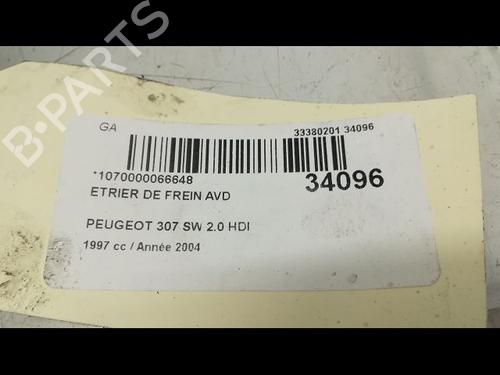 GA
33380201 34096
*1070000066648
34096
ETRIER DE FREIN AVD
PEUGEOT 307 SW 2.0 HDI
1997 cc / Année 2004
B-PARTS